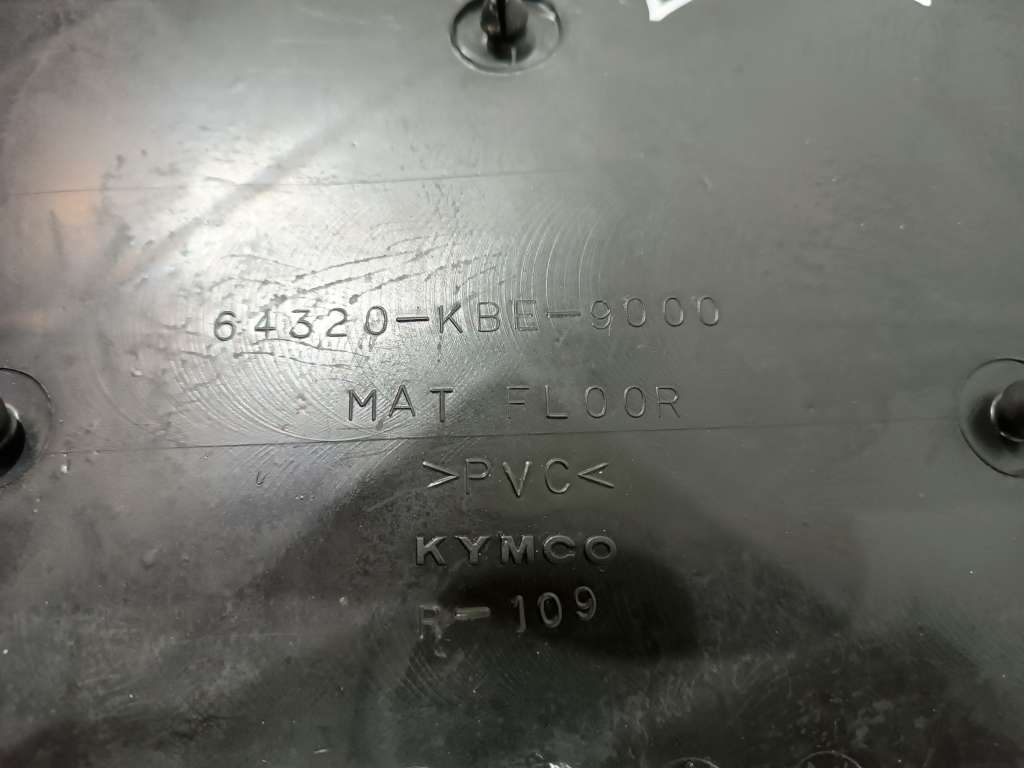 64320-KBE-9000
MAT FLOOR
>PVC<
KYMCO
R-109